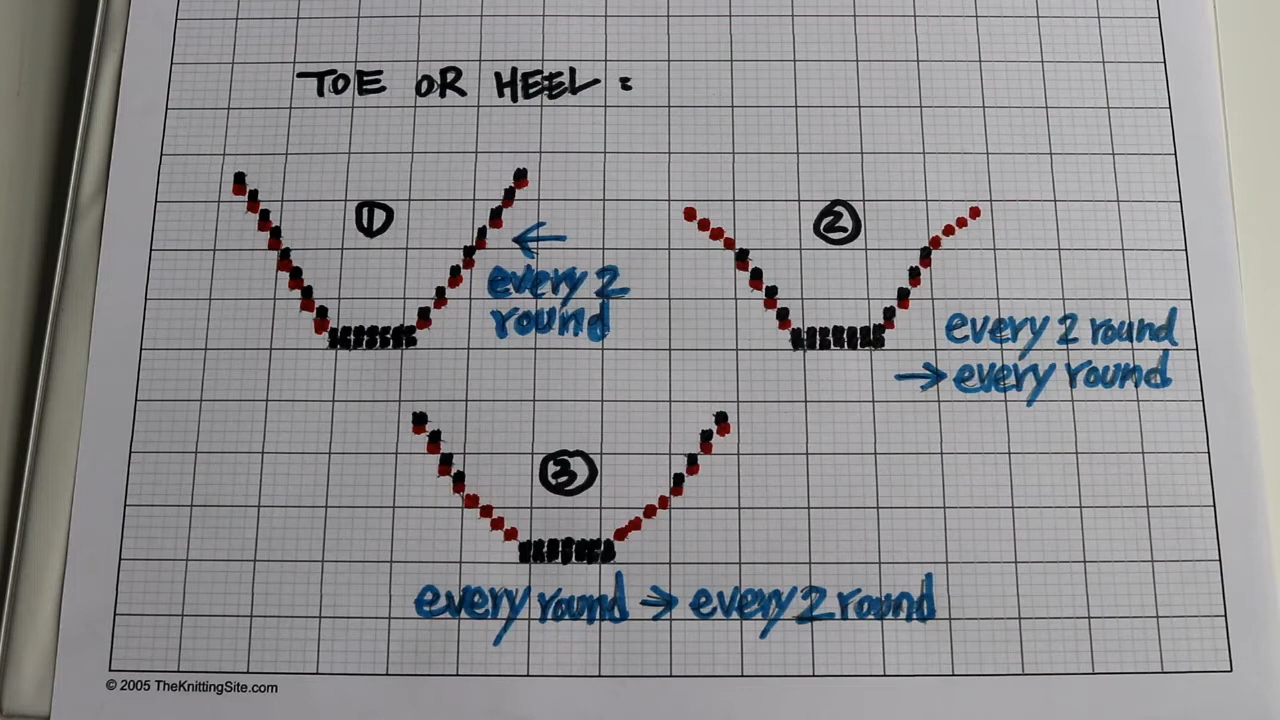 TOE OR HEEL :
①
②
every 2
round
every 2 round
→ every round
③
every round → every 2 round
© 2005 TheKnittingSite.com